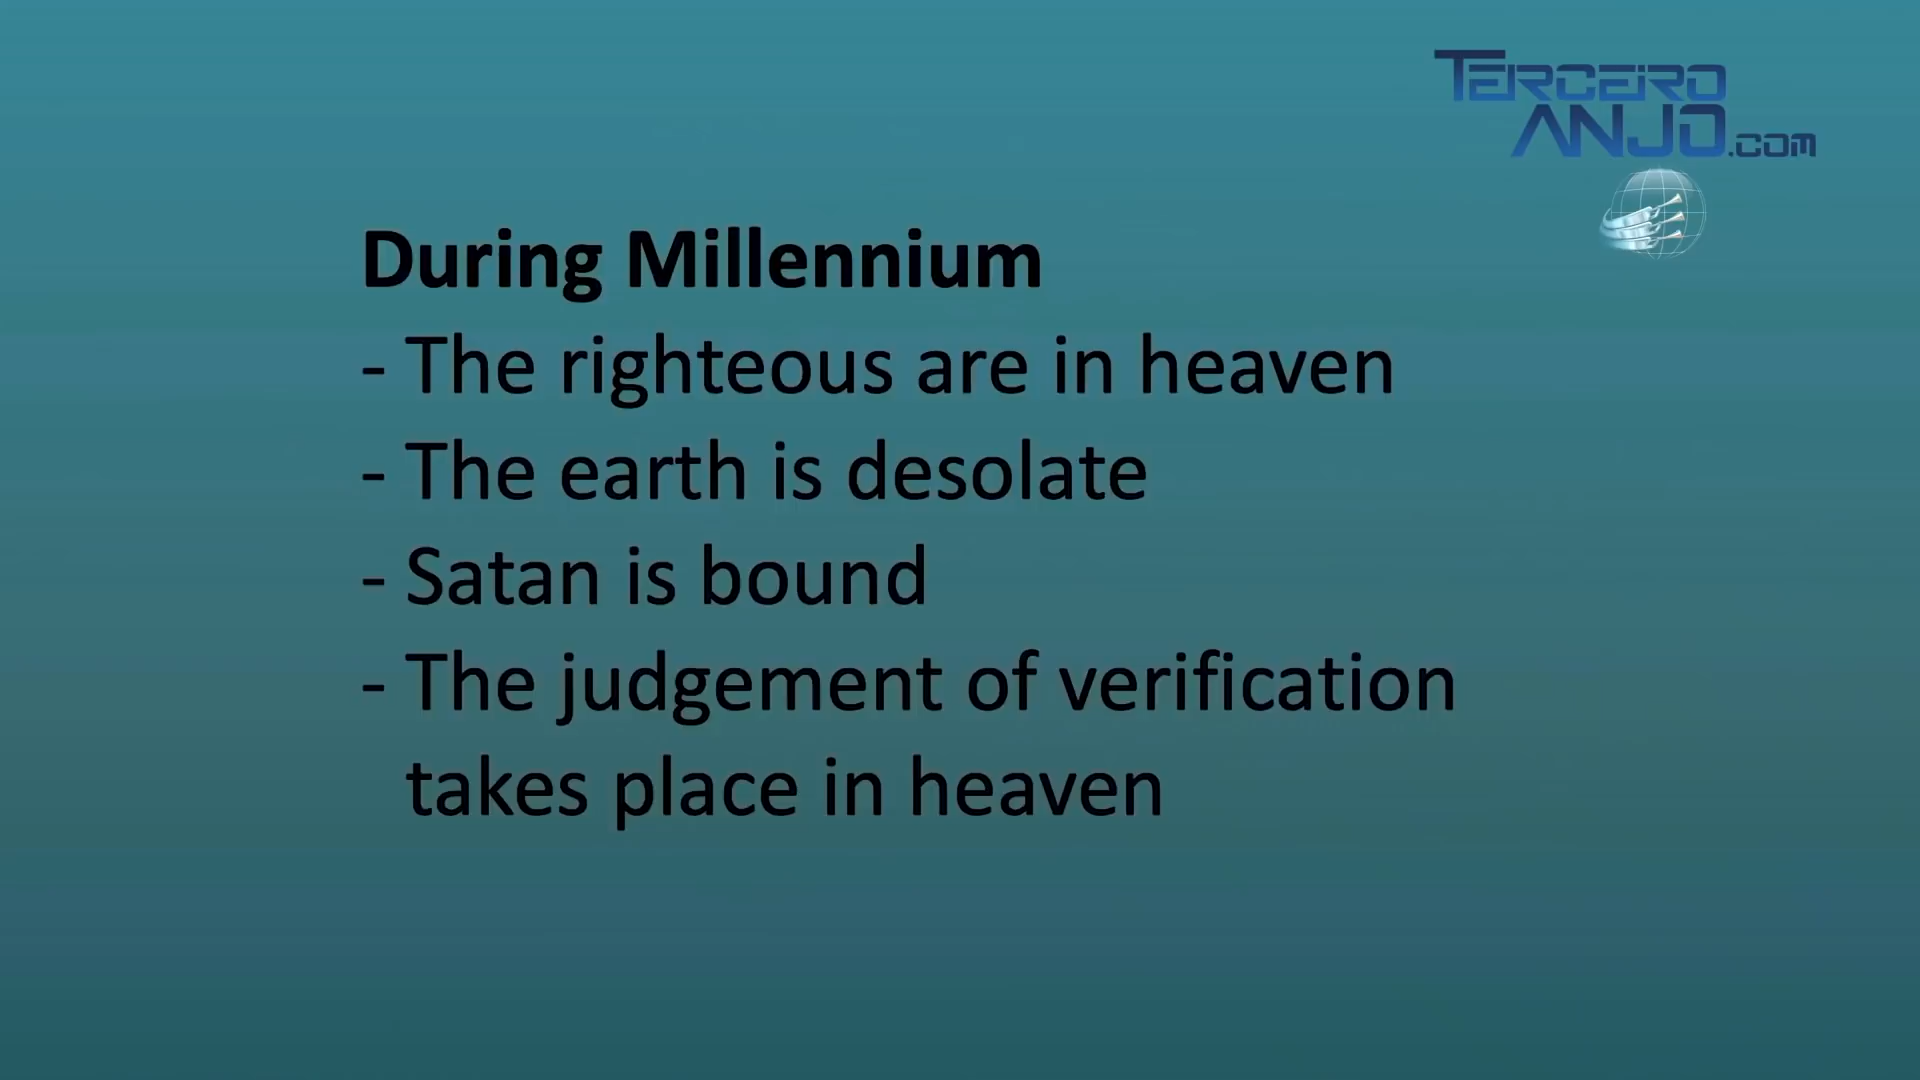 TERCEIRO
ANJO.com
During Millennium
- The righteous are in heaven
- The earth is desolate
- Satan is bound
- The judgement of verification
takes place in heaven